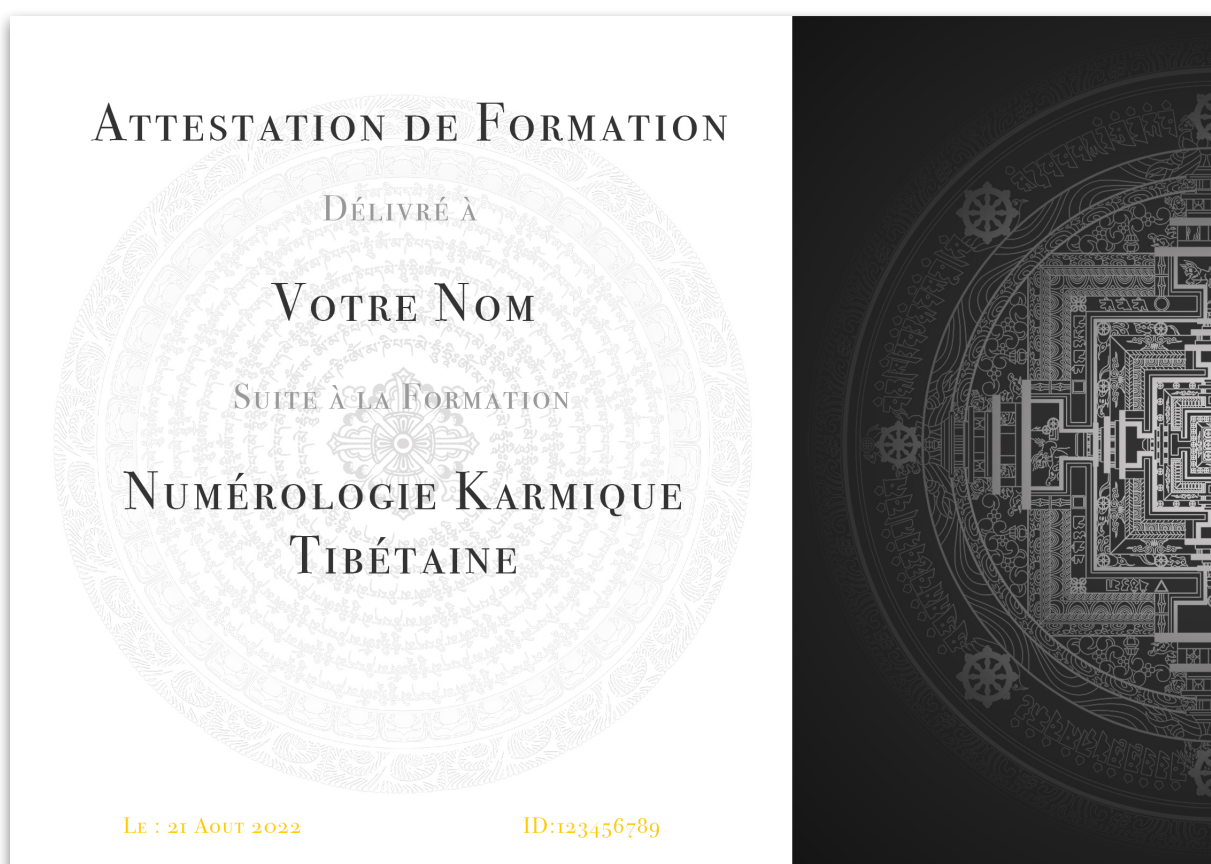 Attestation de Formation
Délivré à
Votre Nom
Suite à la Formation
Numérologie Karmique
Tibétaine
Le : 21 Aout 2022
ID:123456789